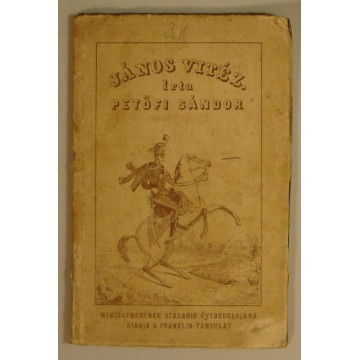 JÁNOS VITÉZ.
Irta
PETŐFI SÁNDOR
MEGJELENÉSÉNEK SZÁZADIK ÉVFORDULÓJÁRA
KIADJA A FRANKLIN-TÁRSULAT